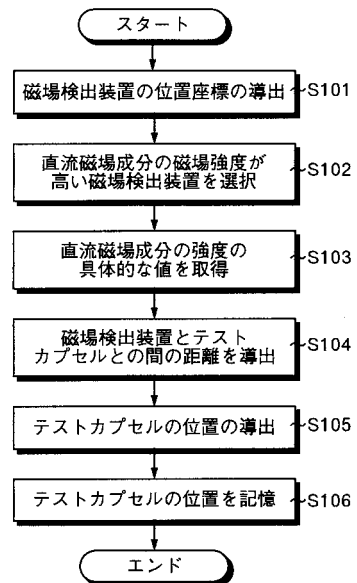 スタート
磁場検出装置の位置座標の導出
S101
直流磁場成分の磁場強度が
高い磁場検出装置を選択
S102
直流磁場成分の強度の
具体的な値を取得
S103
磁場検出装置とテスト
カプセルとの間の距離を導出
S104
テストカプセルの位置の導出
S105
テストカプセルの位置を記憶
S106
エンド